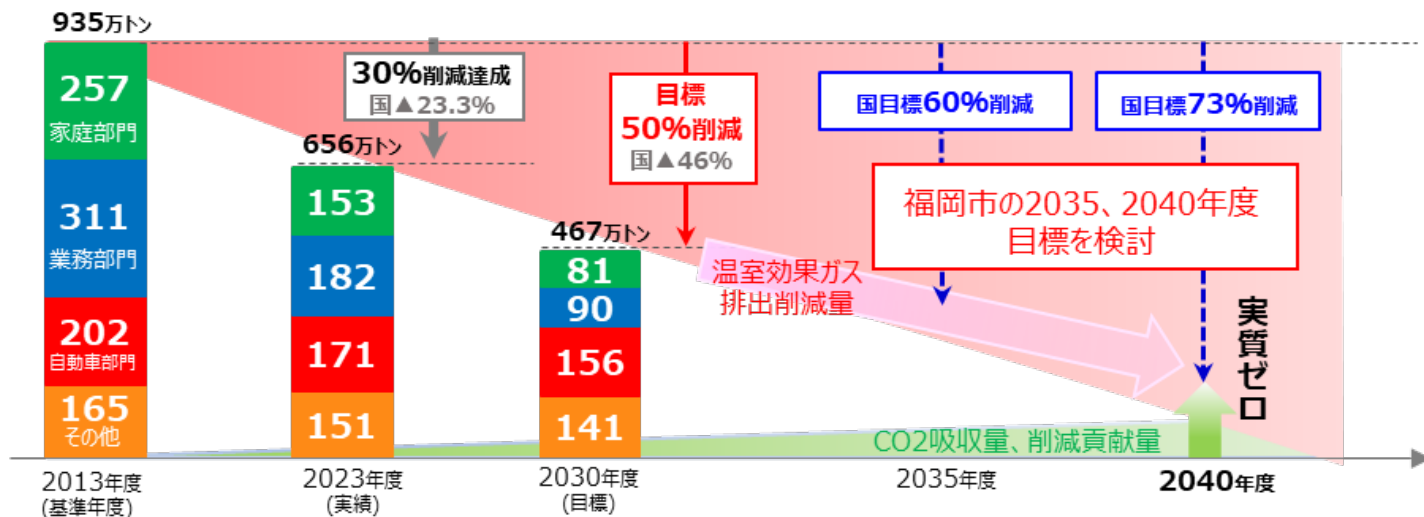 935万トン
257
家庭部門
311
業務部門
202
自動車部門
165
その他
2013年度
(基準年度)
30%削減達成
国▲23.3%
656万トン
153
182
171
151
2023年度
(実績)
目標
50%削減
国▲46%
467万トン
81
90
156
141
2030年度
(目標)
国目標60%削減
国目標73%削減
福岡市の2035、2040年度
目標を検討
温室効果ガス
排出削減量
実質ゼロ
CO2吸収量、削減貢献量
2035年度
2040年度